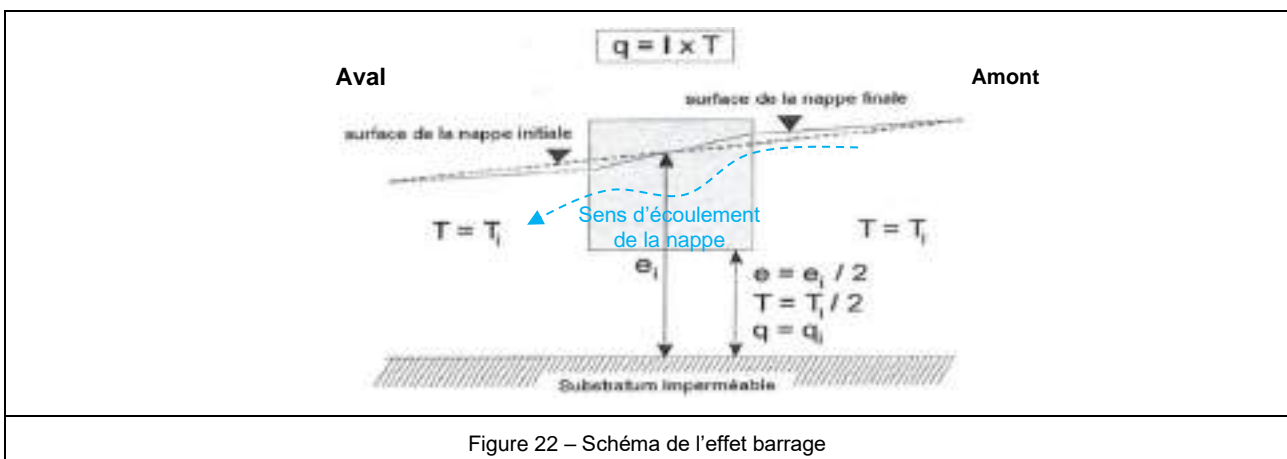 q = I x T
Aval
Amont
surface de la nappe finale
surface de la nappe initiale
Sens d'écoulement
de la nappe
T = Ti
T = Ti
ei
e = ei / 2
T = Ti / 2
q = qi
Substratum imperméable
Figure 22 – Schéma de l'effet barrage